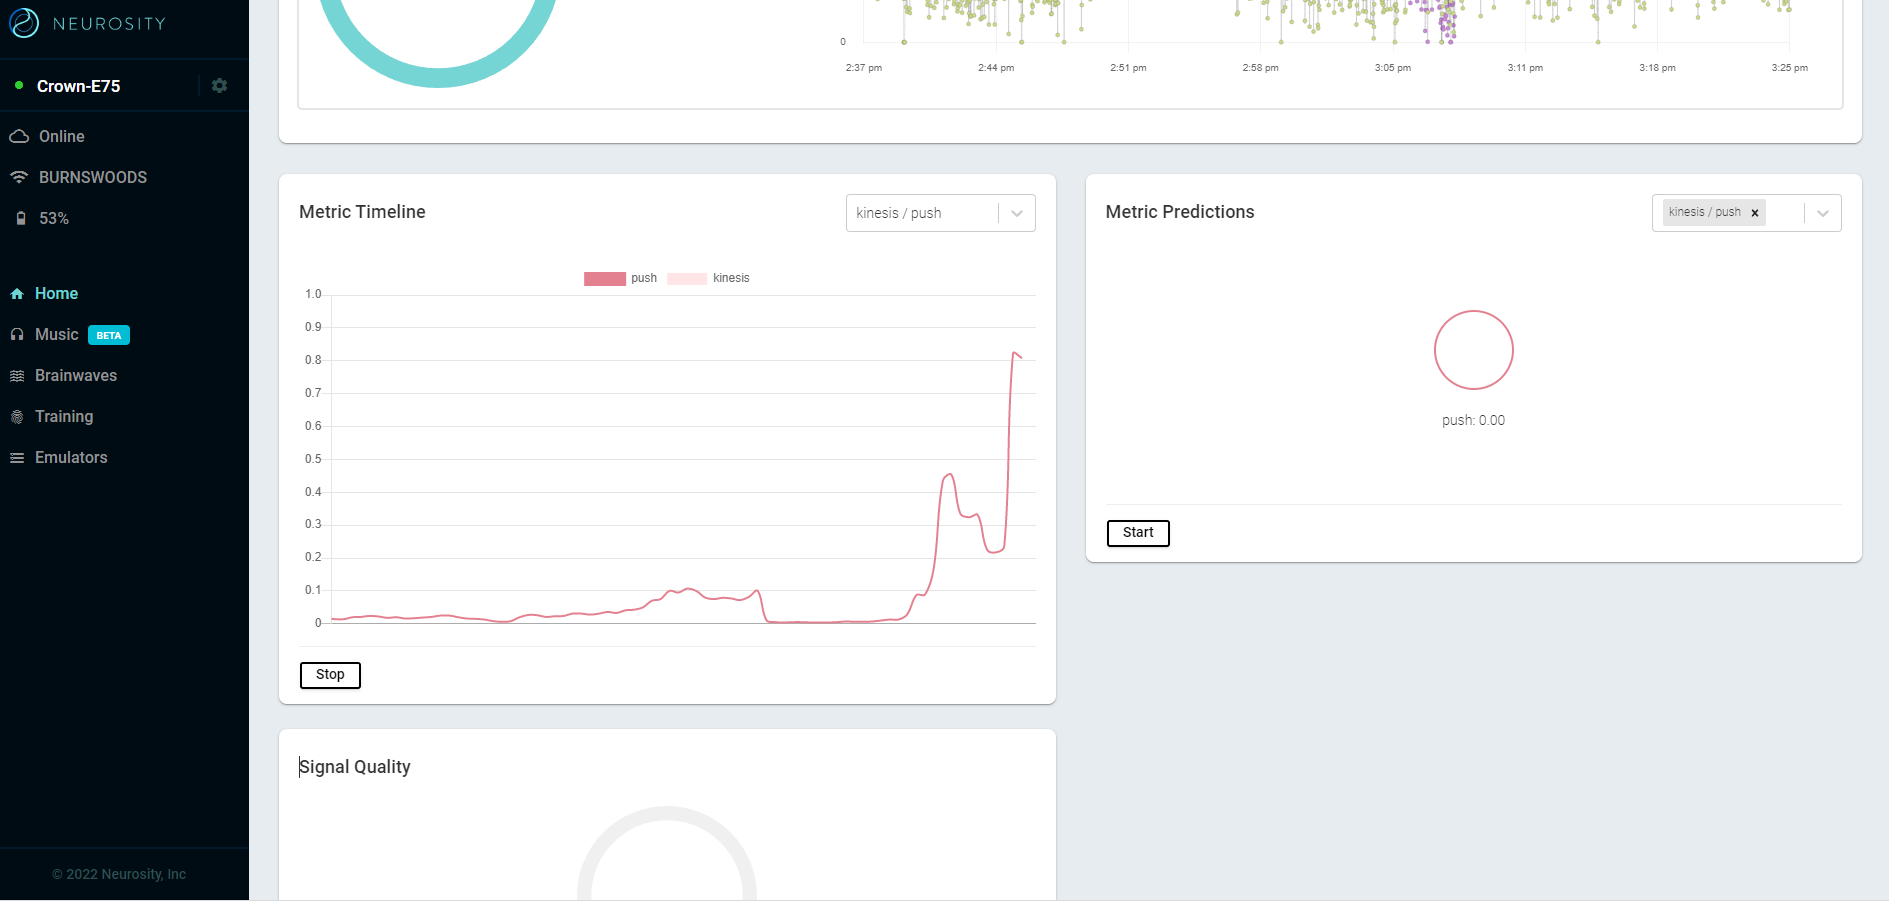 NEUROSITY
Crown-E75
Online
BURNSWOODS
53%
Home
Music BETA
Brainwaves
Training
Emulators
© 2022 Neurosity, Inc
0
2:37 pm 2:44 pm 2:51 pm 2:58 pm 3:05 pm 3:11 pm 3:18 pm 3:25 pm
Metric Timeline
kinesis / push
push kinesis
1.0
0.9
0.8
0.7
0.6
0.5
0.4
0.3
0.2
0.1
0
Stop
Metric Predictions
kinesis / push ×
push: 0.00
Start
Signal Quality